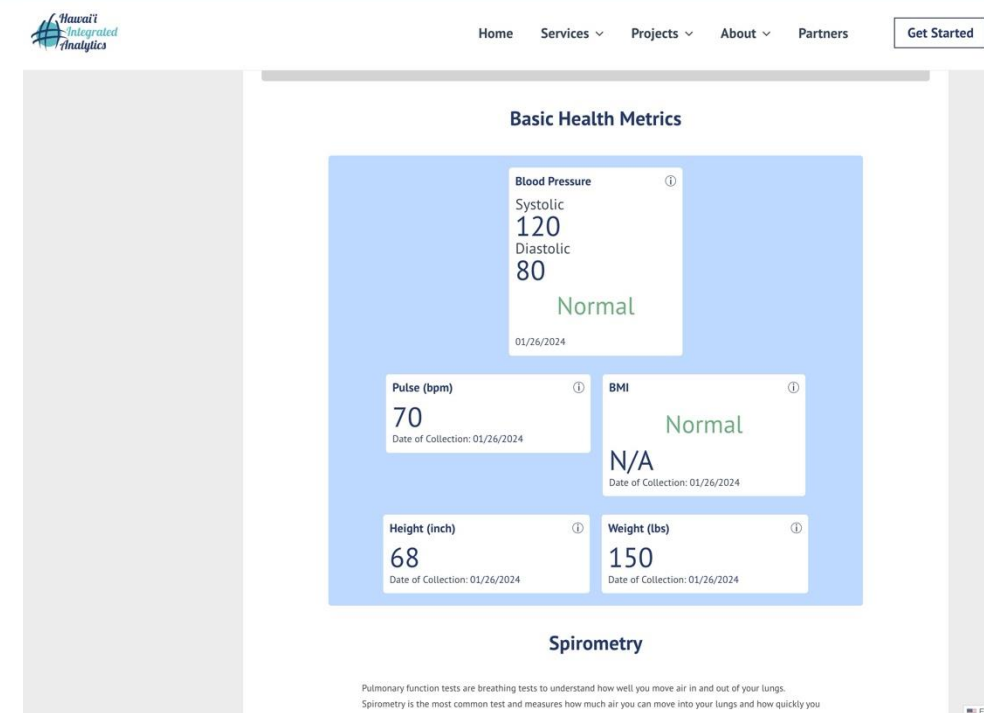 Hawai'i
Integrated
Analytics
Home Services Projects About Partners Get Started
Basic Health Metrics
Blood Pressure
Systolic
120
Diastolic
80
Normal
01/26/2024
Pulse (bpm)
70
Date of Collection: 01/26/2024
BMI
Normal
N/A
Date of Collection: 01/26/2024
Height (inch)
68
Date of Collection: 01/26/2024
Weight (lbs)
150
Date of Collection: 01/26/2024
Spirometry
Pulmonary function tests are breathing tests to understand how well you move air in and out of your lungs.
Spirometry is the most common test and measures how much air you can move into your lungs and how quickly you